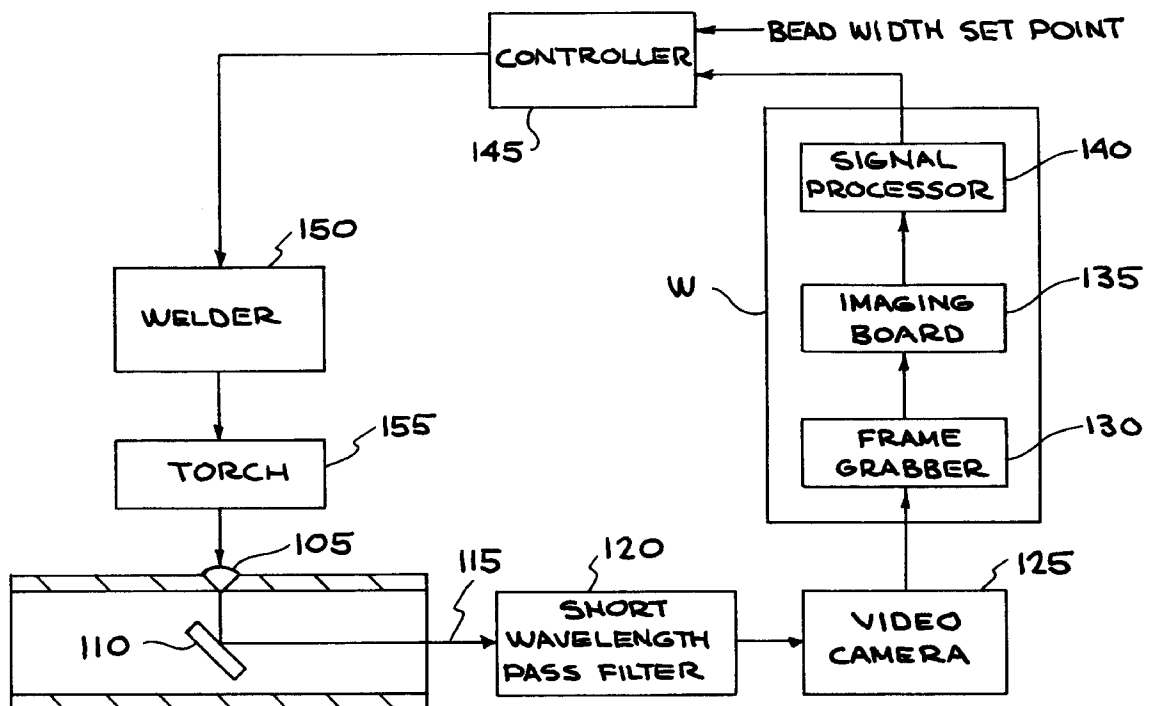 BEAD WIDTH SET POINT
CONTROLLER
145
SIGNAL
PROCESSOR
140
150
WELDER
W
IMAGING
BOARD
135
155
TORCH
FRAME
GRABBER
130
105
115
120
125
110
SHORT
WAVELENGTH
PASS FILTER
VIDEO
CAMERA